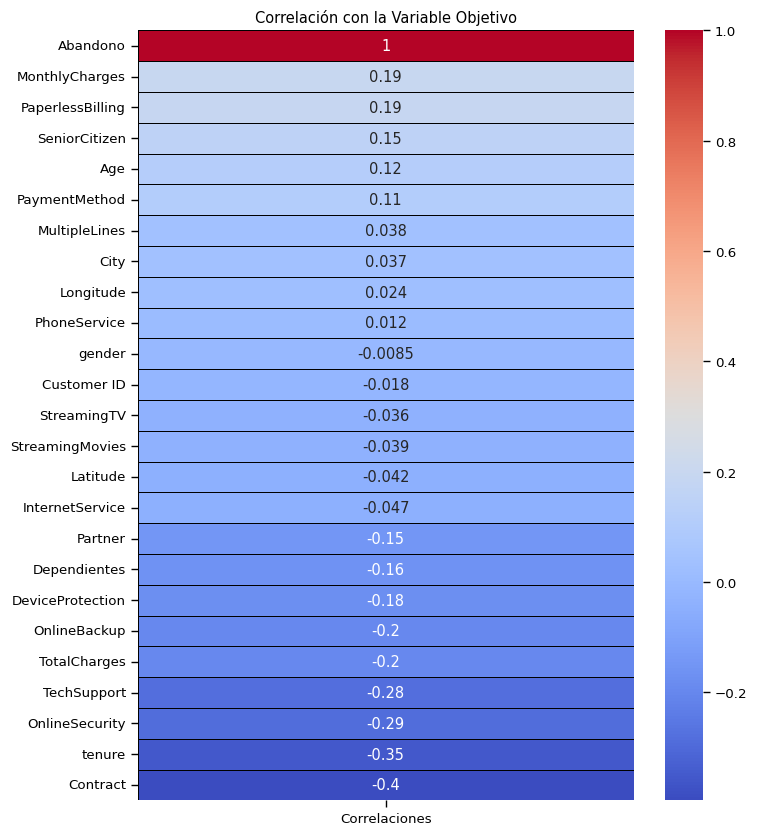 Correlación con la Variable Objetivo
Abandono 1
MonthlyCharges 0.19
PaperlessBilling 0.19
SeniorCitizen 0.15
Age 0.12
PaymentMethod 0.11
MultipleLines 0.038
City 0.037
Longitude 0.024
PhoneService 0.012
gender -0.0085
Customer ID -0.018
StreamingTV -0.036
StreamingMovies -0.039
Latitude -0.042
InternetService -0.047
Partner -0.15
Dependientes -0.16
DeviceProtection -0.18
OnlineBackup -0.2
TotalCharges -0.2
TechSupport -0.28
OnlineSecurity -0.29
tenure -0.35
Contract -0.4
Correlaciones
1.0
0.8
0.6
0.4
0.2
0.0
−0.2